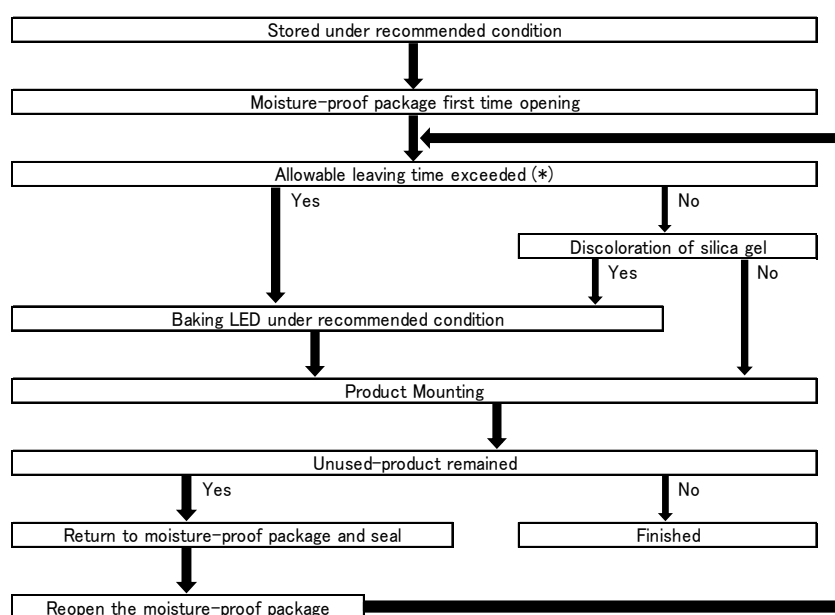 Stored under recommended condition
Moisture-proof package first time opening
Allowable leaving time exceeded (*)
Yes
No
Discoloration of silica gel
Yes
No
Baking LED under recommended condition
Product Mounting
Unused-product remained
Yes
No
Return to moisture-proof package and seal
Finished
Reopen the moisture-proof package